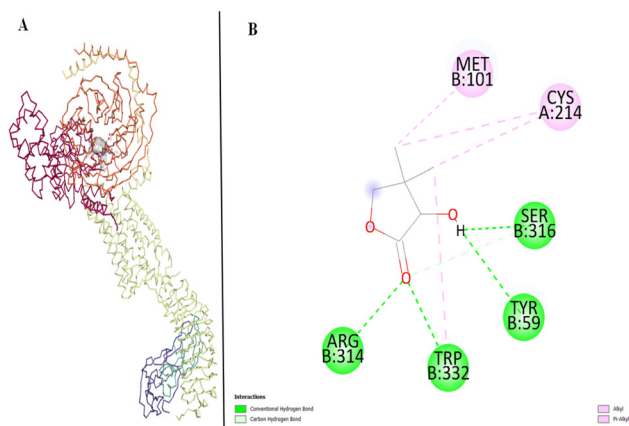 A
B
MET
B:101
CYS
A:214
O
H
SER
B:316
O
O
TYR
B:59
ARG
B:314
TRP
B:332
Interactions
Conventional Hydrogen Bond
Carbon Hydrogen Bond
Alkyl
Pi-Alkyl